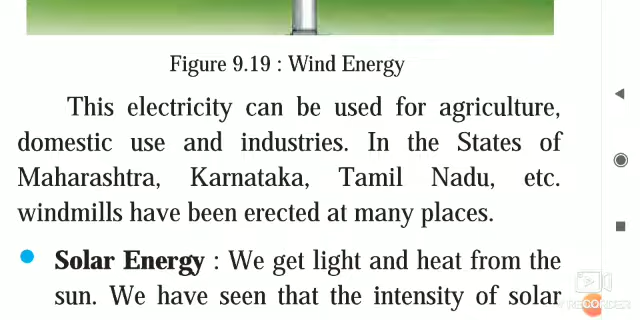 Figure 9.19 : Wind Energy
This electricity can be used for agriculture,
domestic use and industries. In the States of
Maharashtra, Karnataka, Tamil Nadu, etc.
windmills have been erected at many places.
Solar Energy : We get light and heat from the
sun. We have seen that the intensity of solar
RECORDER